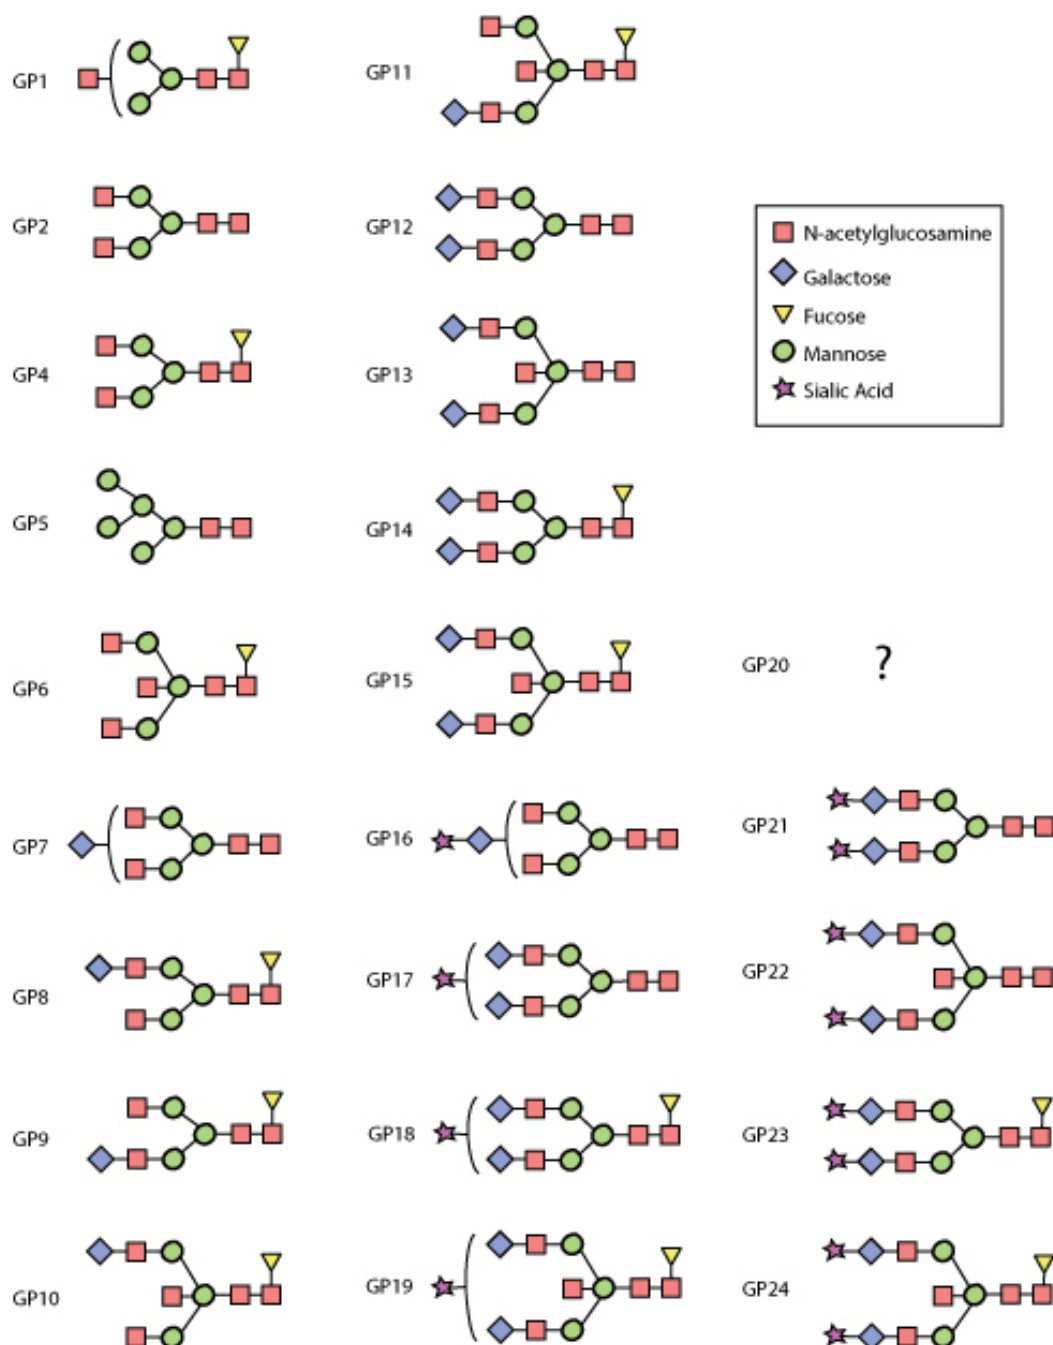 GP1
GP2
GP4
GP5
GP6
GP7
GP8
GP9
GP10
GP11
GP12
GP13
GP14
GP15
GP16
GP17
GP18
GP19
N-acetylglucosamine
Galactose
Fucose
Mannose
Sialic Acid
GP20 ?
GP21
GP22
GP23
GP24